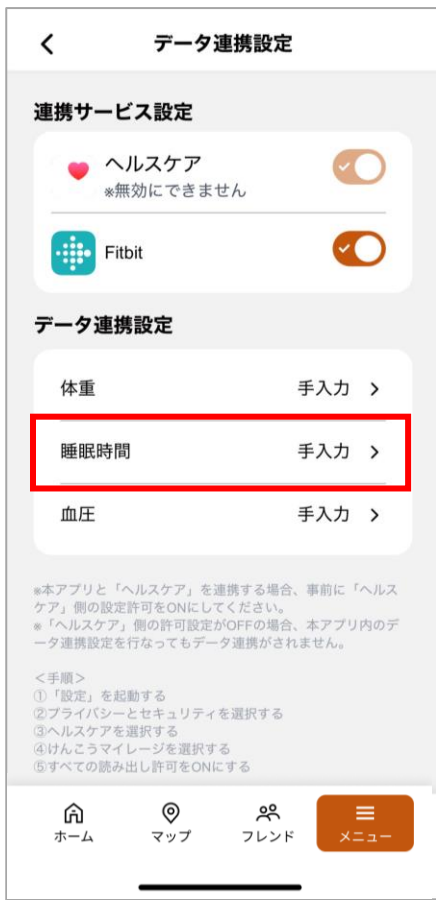 データ連携設定
連携サービス設定
ヘルスケア
※無効にできません
Fitbit
データ連携設定
体重 手入力
睡眠時間 手入力
血圧 手入力
※本アプリと「ヘルスケア」を連携する場合、事前に「ヘルス
ケア」側の設定許可をONにしてください。
※「ヘルスケア」側の許可設定がOFFの場合、本アプリ内のデ
ータ連携設定を行なってもデータ連携がされません。
<手順>
①「設定」を起動する
②プライバシーとセキュリティを選択する
③ヘルスケアを選択する
④けんこうマイレージを選択する
⑤すべての読み出し許可をONにする
ホーム マップ フレンド メニュー